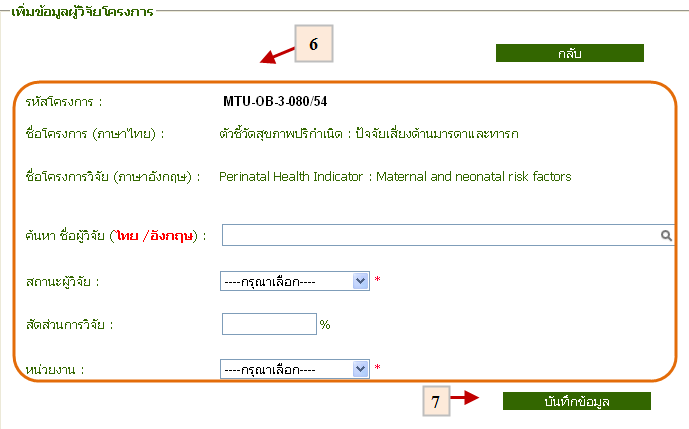 เพิ่มข้อมูลผู้วิจัยโครงการ
6
กลับ
รหัสโครงการ : MTU-OB-3-080/54
ชื่อโครงการ (ภาษาไทย) : ตัวชี้วัดสุขภาพปริกำเนิด : ปัจจัยเสี่ยงด้านมารดาและทารก
ชื่อโครงการวิจัย (ภาษาอังกฤษ) : Perinatal Health Indicator : Maternal and neonatal risk factors
ค้นหา ชื่อผู้วิจัย (ไทย /อังกฤษ) :
สถานะผู้วิจัย : ----กรุณาเลือก---- *
สัดส่วนการวิจัย : %
หน่วยงาน : ----กรุณาเลือก---- *
7 บันทึกข้อมูล